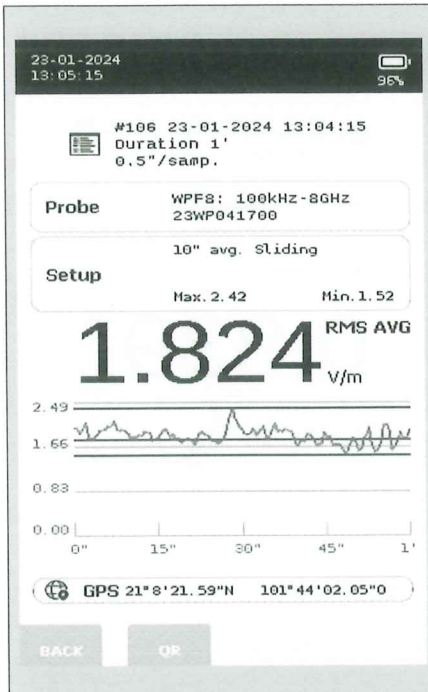 23-01-2024
13:05:15
96%
#106 23-01-2024 13:04:15
Duration 1'
0.5"/samp.
Probe
WPF8: 100kHz-8GHz
23WP041700
Setup
10" avg. Sliding
Max.2.42 Min.1.52
1.824 RMS AVG
V/m
2.49
1.66
0.83
0.00
0" 15" 30" 45" 1'
GPS 21°8'21.59"N 101°44'02.05"O
BACK QR